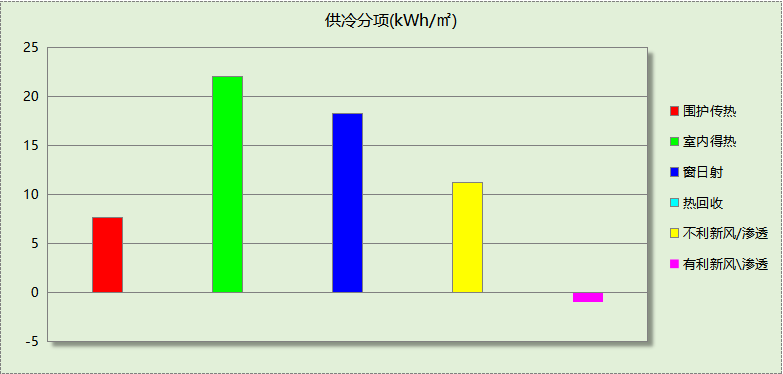 供冷分项(kWh/㎡)
25
20
15
10
5
0
-5
围护传热
室内得热
窗日射
热回收
不利新风/渗透
有利新风\渗透